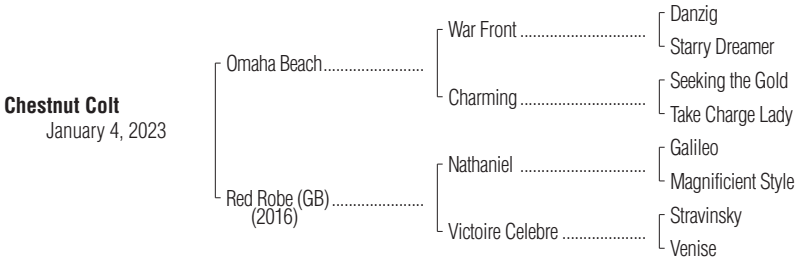 Danzig
War Front ..............................
Starry Dreamer
Omaha Beach.........................
Seeking the Gold
Charming ..............................
Take Charge Lady
Chestnut Colt
January 4, 2023
Galileo
Nathaniel ..............................
Magnificient Style
Red Robe (GB).......................
(2016)
Stravinsky
Victoire Celebre ....................
Venise